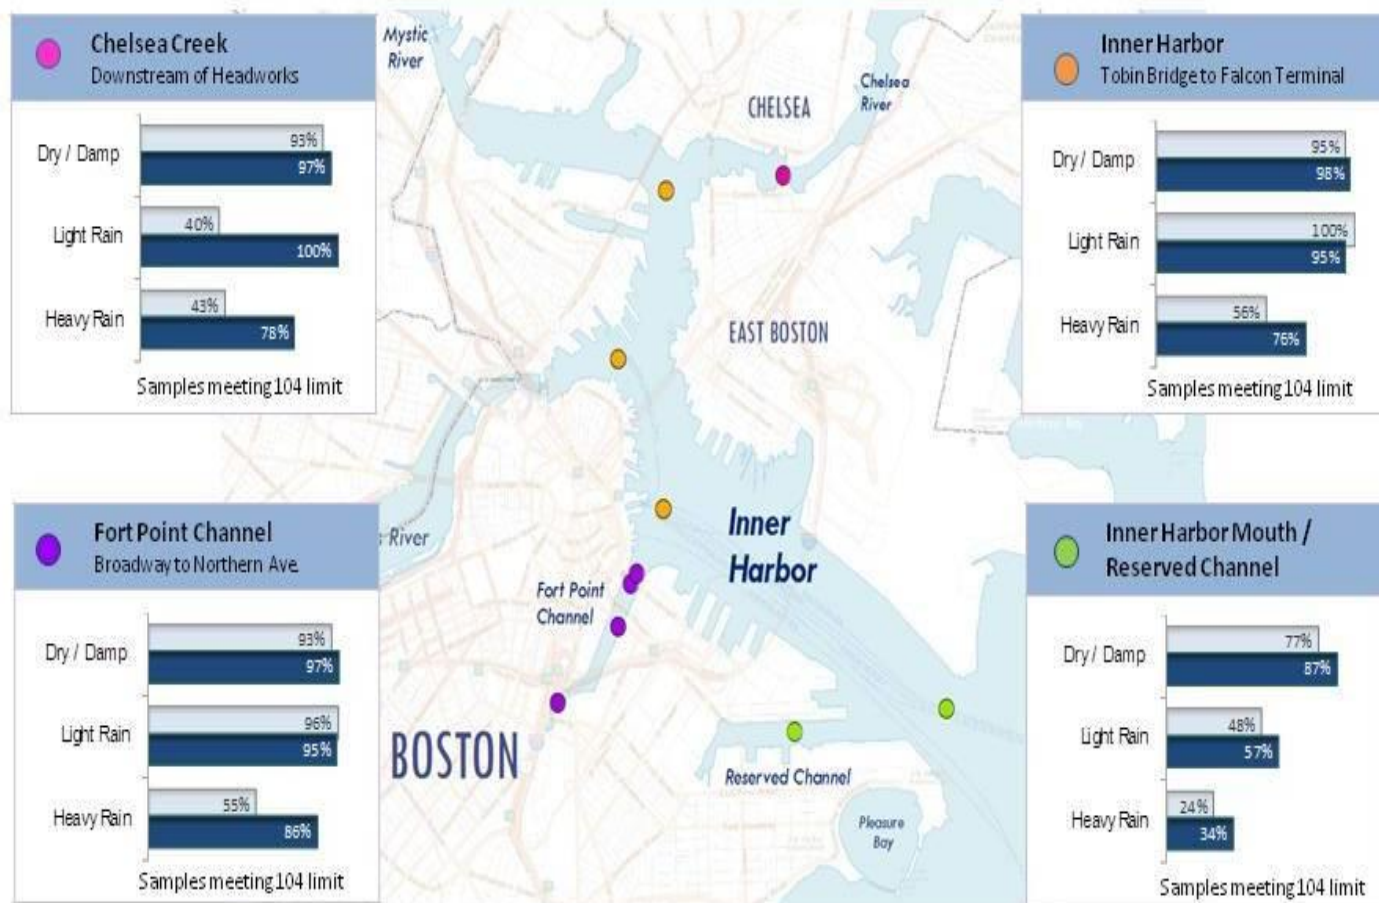 Chelsea Creek
Downstream of Headworks
Dry / Damp
93%
97%
Light Rain
40%
100%
Heavy Rain
43%
78%
Samples meeting 104 limit
Mystic
River
CHELSEA
Chelsea
River
EAST BOSTON
Inner
Harbor
s River
Fort Point
Channel
BOSTON
Reserved Channel
Pleasure
Bay
Inner Harbor
Tobin Bridge to Falcon Terminal
Dry / Damp
95%
98%
Light Rain
100%
95%
Heavy Rain
56%
76%
Samples meeting 104 limit
Fort Point Channel
Broadway to Northern Ave.
Dry / Damp
93%
97%
Light Rain
96%
95%
Heavy Rain
55%
86%
Samples meeting 104 limit
Inner Harbor Mouth /
Reserved Channel
Dry / Damp
77%
87%
Light Rain
48%
57%
Heavy Rain
24%
34%
Samples meeting 104 limit